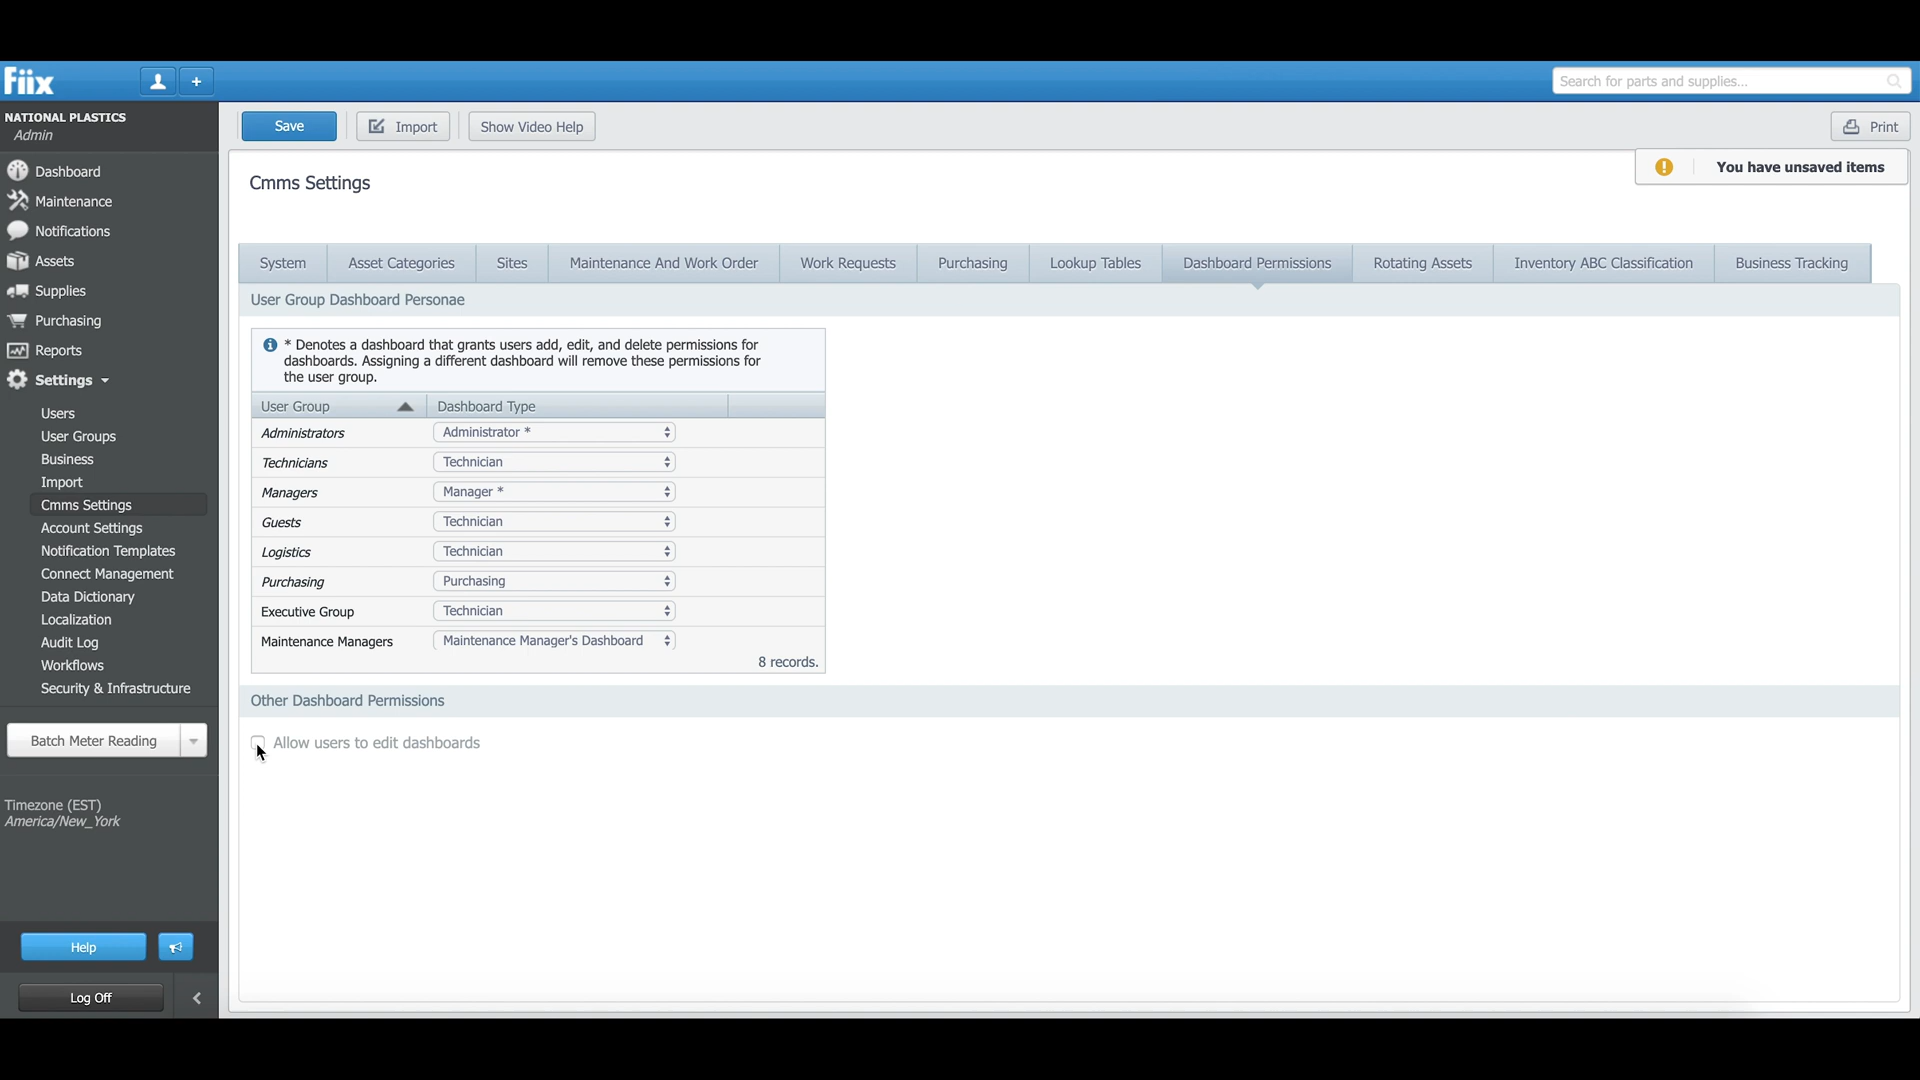 Fiix
Search for parts and supplies...
NATIONAL PLASTICS
Admin
Save
Import
Show Video Help
Print
You have unsaved items
Dashboard
Maintenance
Notifications
Assets
Supplies
Purchasing
Reports
Settings
Users
User Groups
Business
Import
Cmms Settings
Account Settings
Notification Templates
Connect Management
Data Dictionary
Localization
Audit Log
Workflows
Security & Infrastructure
Batch Meter Reading
Timezone (EST)
America/New_York
Help
Log Off
Cmms Settings
System
Asset Categories
Sites
Maintenance And Work Order
Work Requests
Purchasing
Lookup Tables
Dashboard Permissions
Rotating Assets
Inventory ABC Classification
Business Tracking
User Group Dashboard Personae
* Denotes a dashboard that grants users add, edit, and delete permissions for
dashboards. Assigning a different dashboard will remove these permissions for
the user group.
User Group Dashboard Type
Administrators Administrator *
Technicians Technician
Managers Manager *
Guests Technician
Logistics Technician
Purchasing Purchasing
Executive Group Technician
Maintenance Managers Maintenance Manager's Dashboard
8 records.
Other Dashboard Permissions
Allow users to edit dashboards